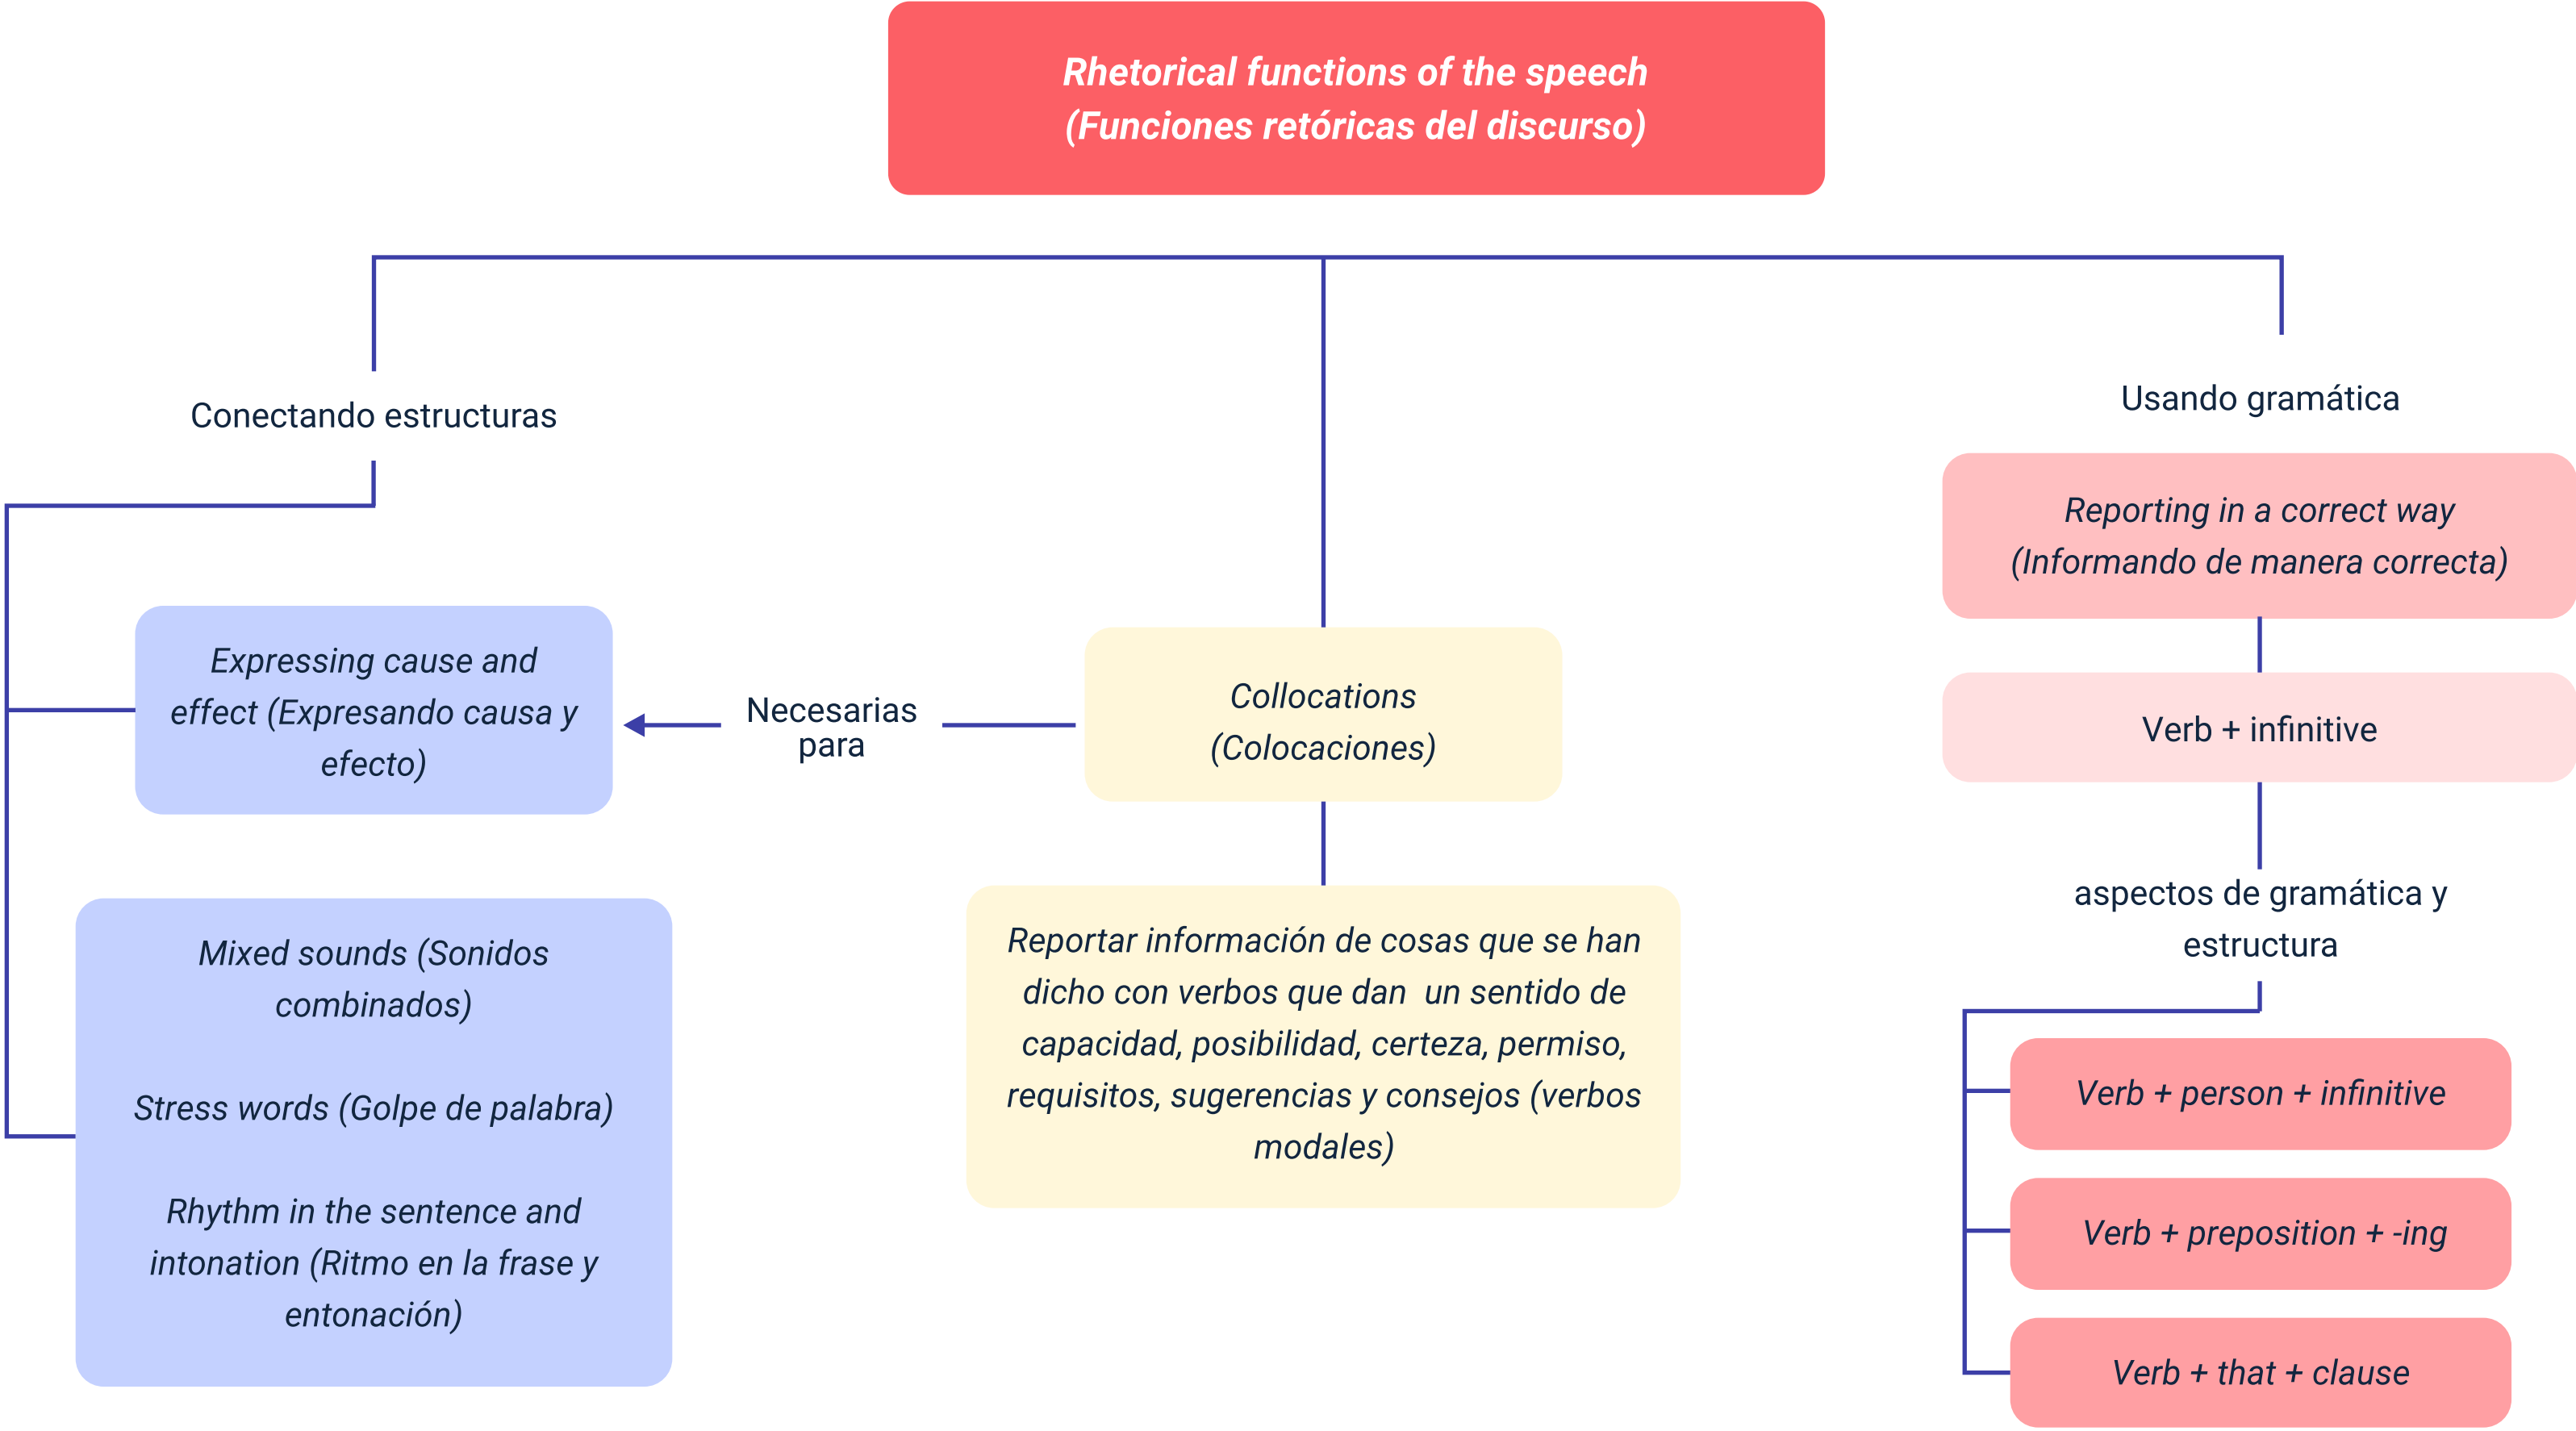 Rhetorical functions of the speech
(Funciones retóricas del discurso)
Conectando estructuras
Expressing cause and
effect (Expresando causa y
efecto)
Mixed sounds (Sonidos
combinados)
Stress words (Golpe de palabra)
Rhythm in the sentence and
intonation (Ritmo en la frase y
entonación)
Necesarias
para
Collocations
(Colocaciones)
Reportar información de cosas que se han
dicho con verbos que dan un sentido de
capacidad, posibilidad, certeza, permiso,
requisitos, sugerencias y consejos (verbos
modales)
Usando gramática
Reporting in a correct way
(Informando de manera correcta)
Verb + infinitive
aspectos de gramática y
estructura
Verb + person + infinitive
Verb + preposition + -ing
Verb + that + clause